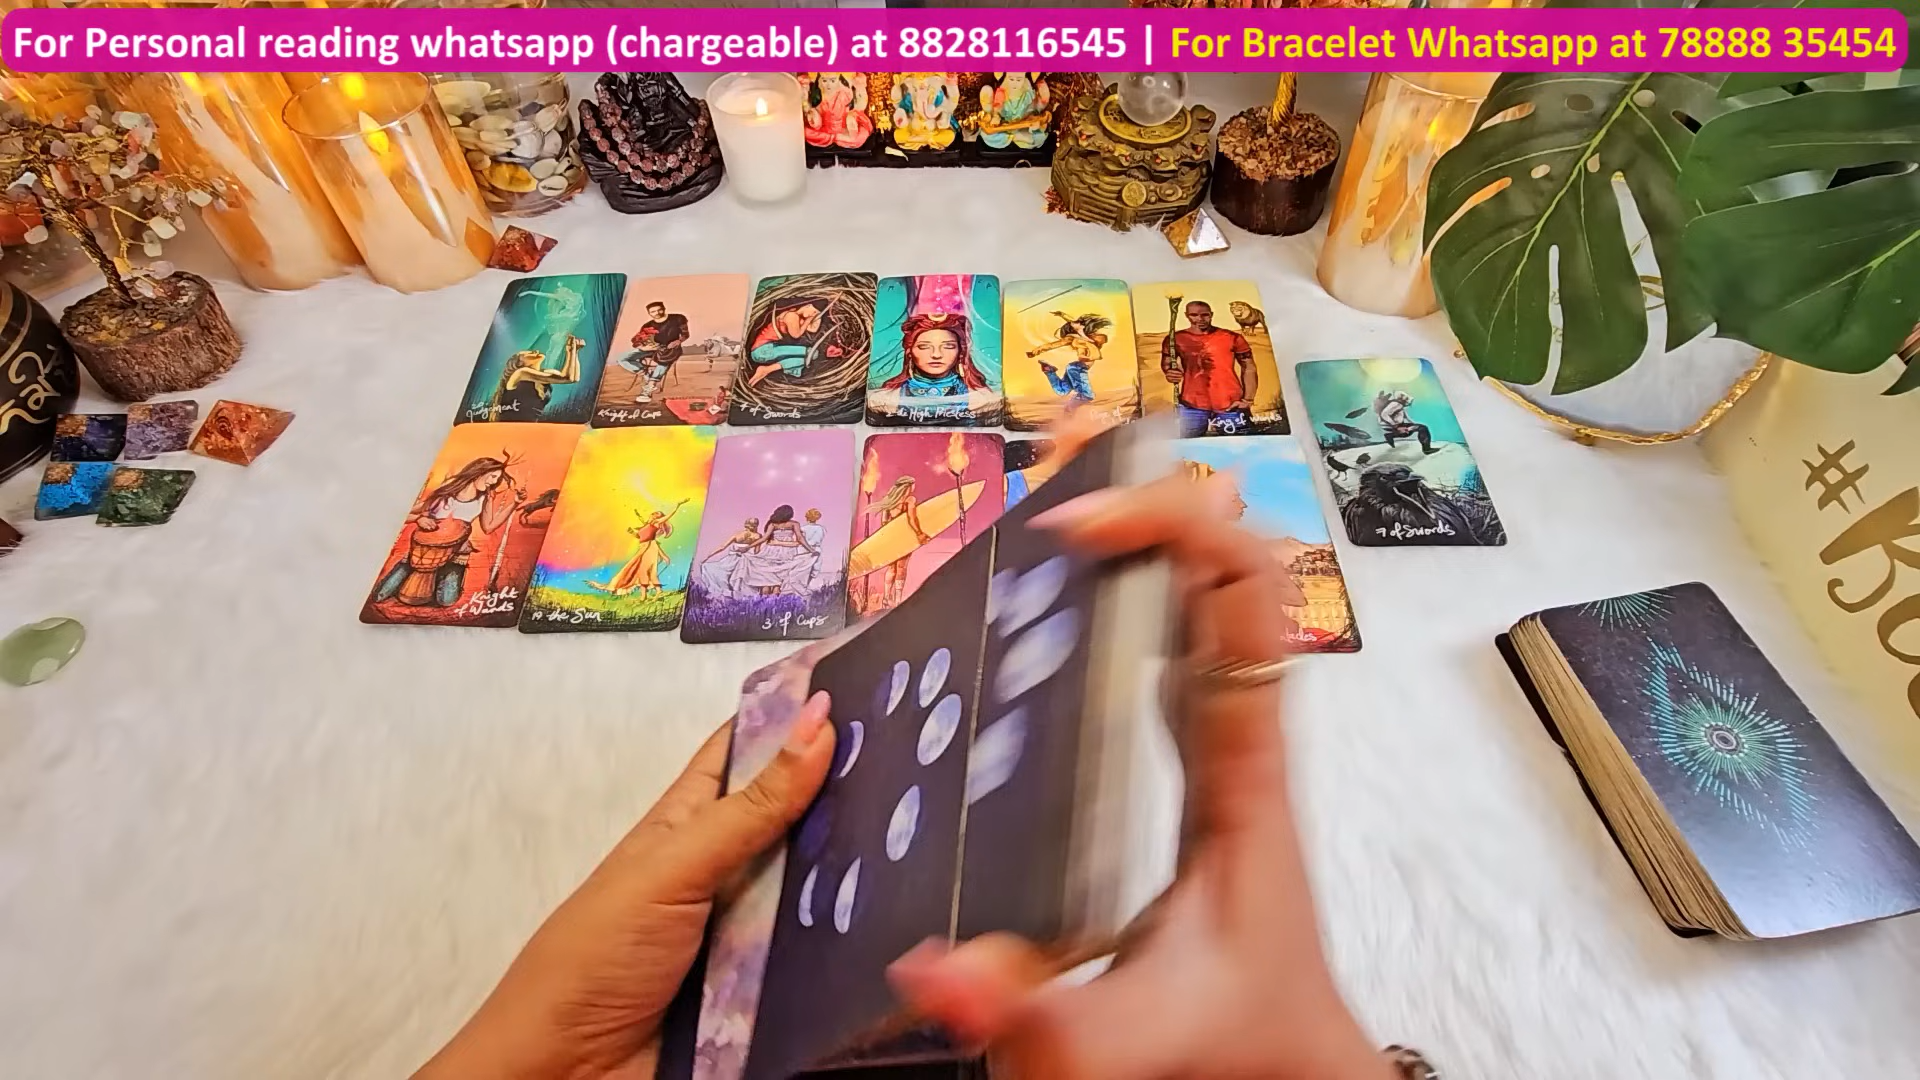 For Personal reading whatsapp (chargeable) at 8828116545 | For Bracelet Whatsapp at 78888 35454
Judgement
Knight of Cups
of Swords
the High Priestess
of
King of Wands
7 of Swords
Knight
of Wands
19 the Sun
3 of Cups
#